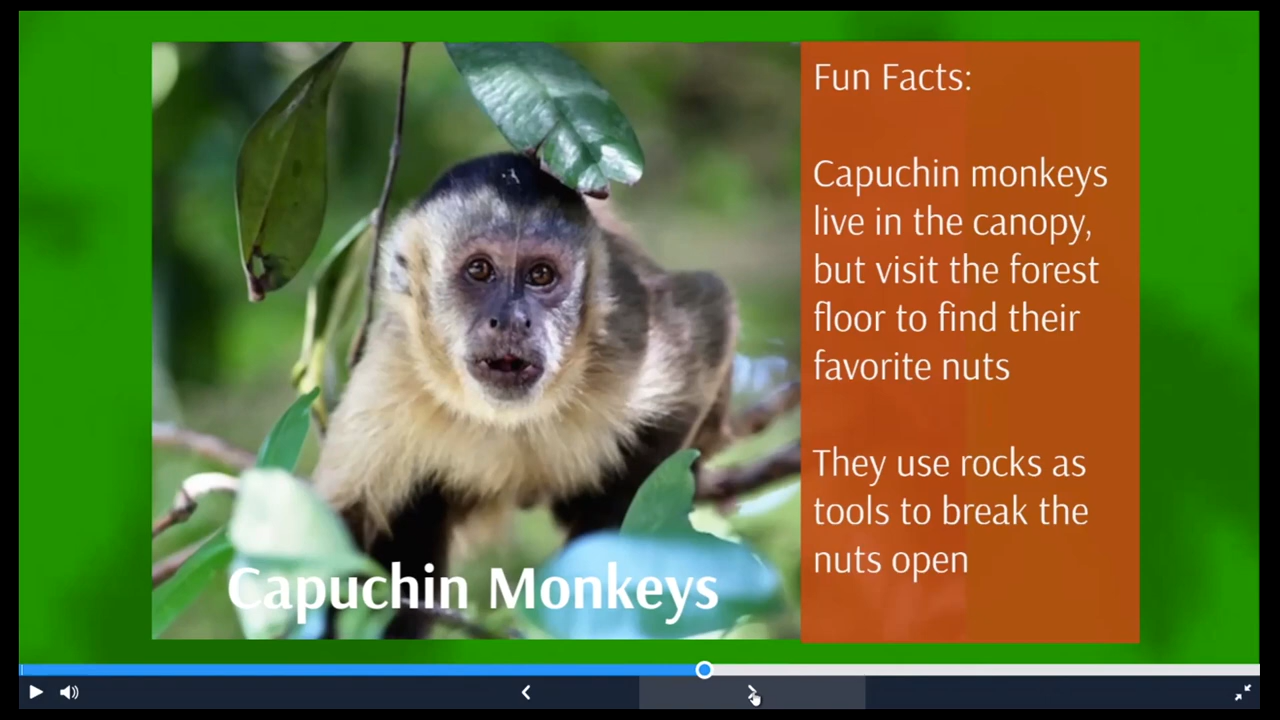 Fun Facts:
Capuchin monkeys
live in the canopy,
but visit the forest
floor to find their
favorite nuts
They use rocks as
tools to break the
nuts open
Capuchin Monkeys